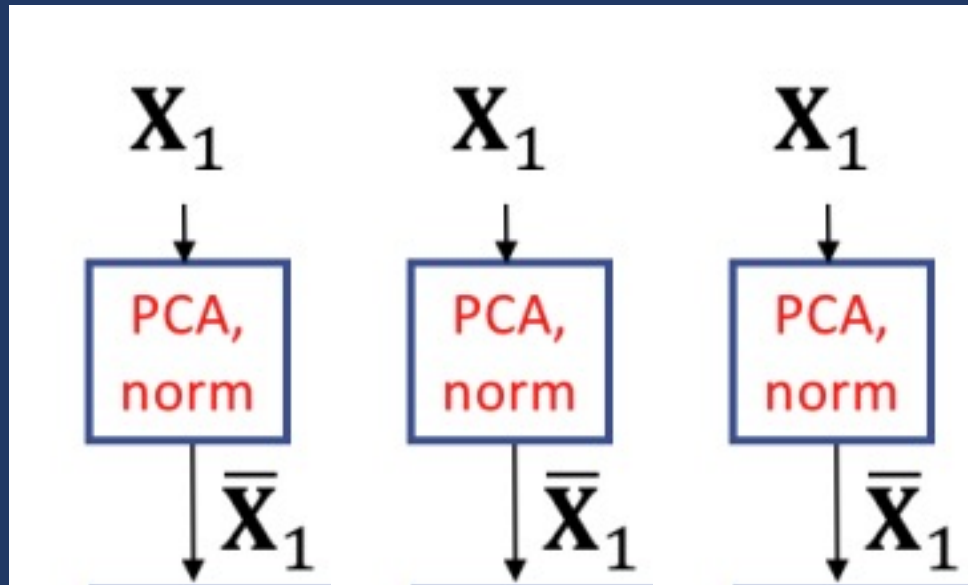 X₁ X₁ X₁
PCA, PCA, PCA,
norm norm norm
X̅₁ X̅₁ X̅₁